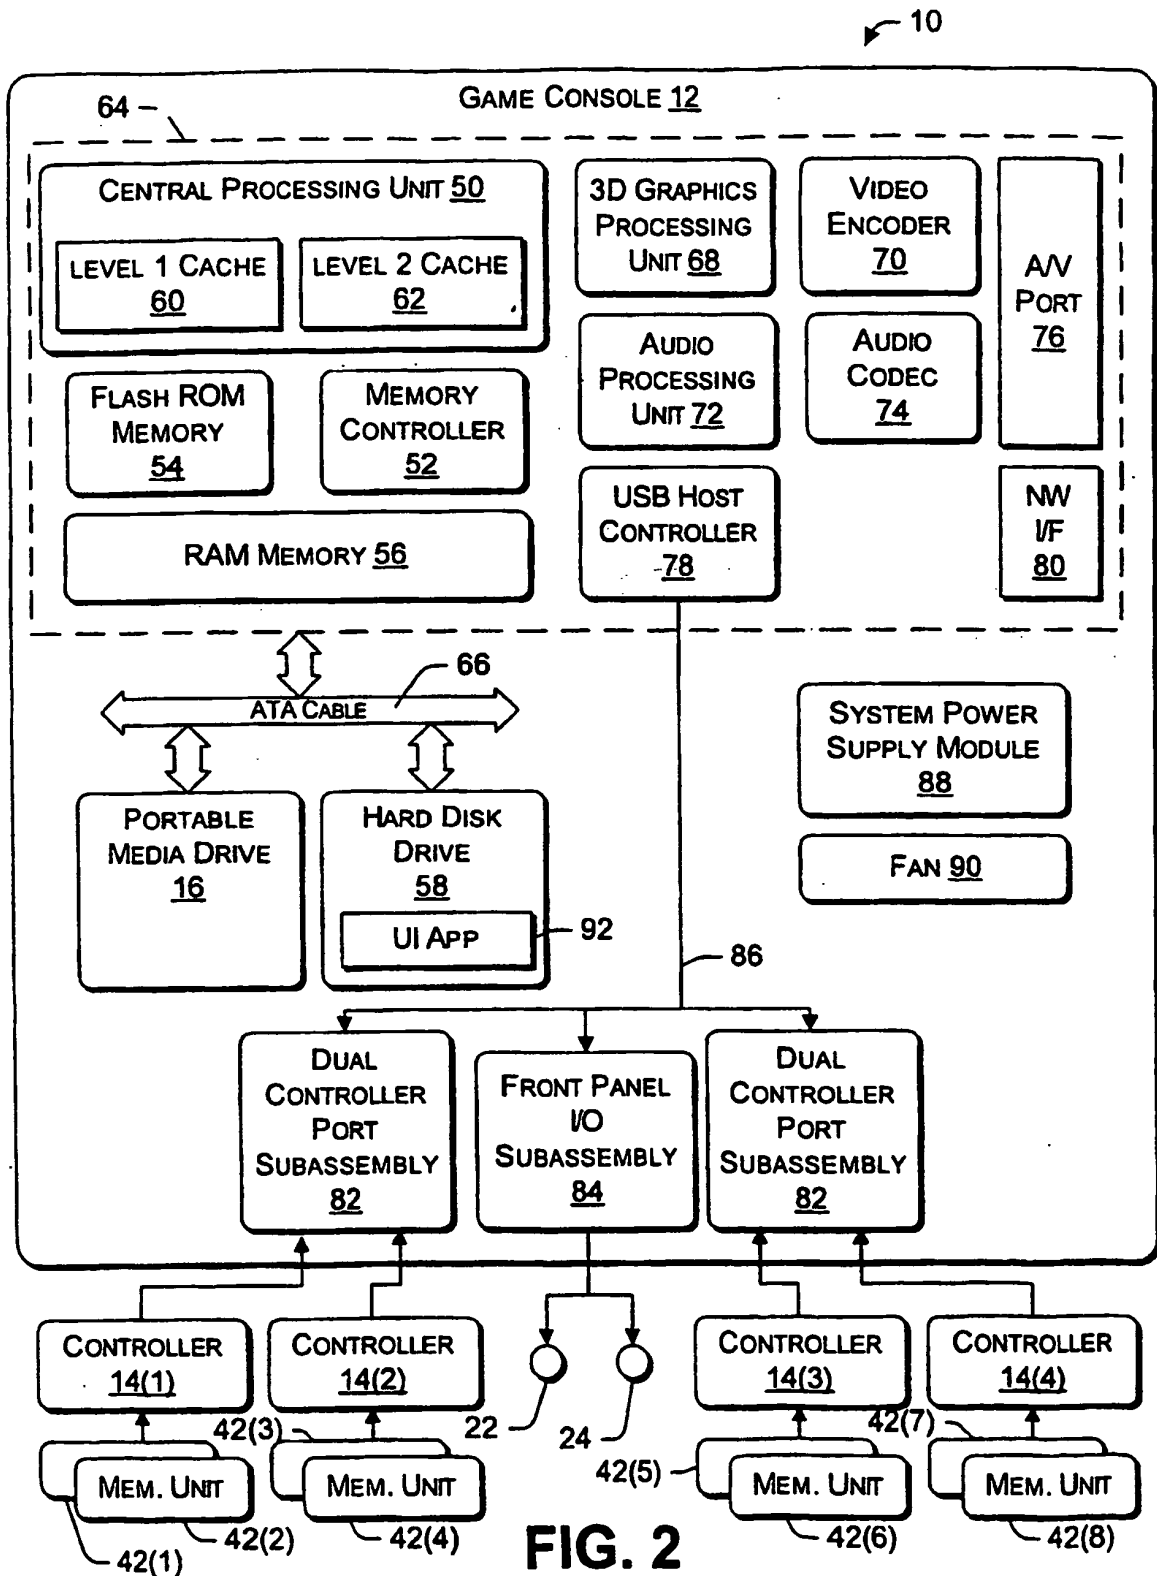 10
GAME CONSOLE 12
64
CENTRAL PROCESSING UNIT 50
LEVEL 1 CACHE
60
LEVEL 2 CACHE
62
3D GRAPHICS
PROCESSING
UNIT 68
VIDEO
ENCODER
70
A/V
PORT
76
FLASH ROM
MEMORY
54
MEMORY
CONTROLLER
52
AUDIO
PROCESSING
UNIT 72
AUDIO
CODEC
74
RAM MEMORY 56
USB HOST
CONTROLLER
78
NW
I/F
80
66
ATA CABLE
PORTABLE
MEDIA DRIVE
16
HARD DISK
DRIVE
58
UI APP
92
SYSTEM POWER
SUPPLY MODULE
88
FAN 90
86
DUAL
CONTROLLER
PORT
SUBASSEMBLY
82
FRONT PANEL
I/O
SUBASSEMBLY
84
DUAL
CONTROLLER
PORT
SUBASSEMBLY
82
CONTROLLER
14(1)
CONTROLLER
14(2)
22
24
CONTROLLER
14(3)
CONTROLLER
14(4)
42(3)
42(5)
42(7)
MEM. UNIT
MEM. UNIT
MEM. UNIT
MEM. UNIT
42(1)
42(2)
42(4)
42(6)
42(8)
FIG. 2